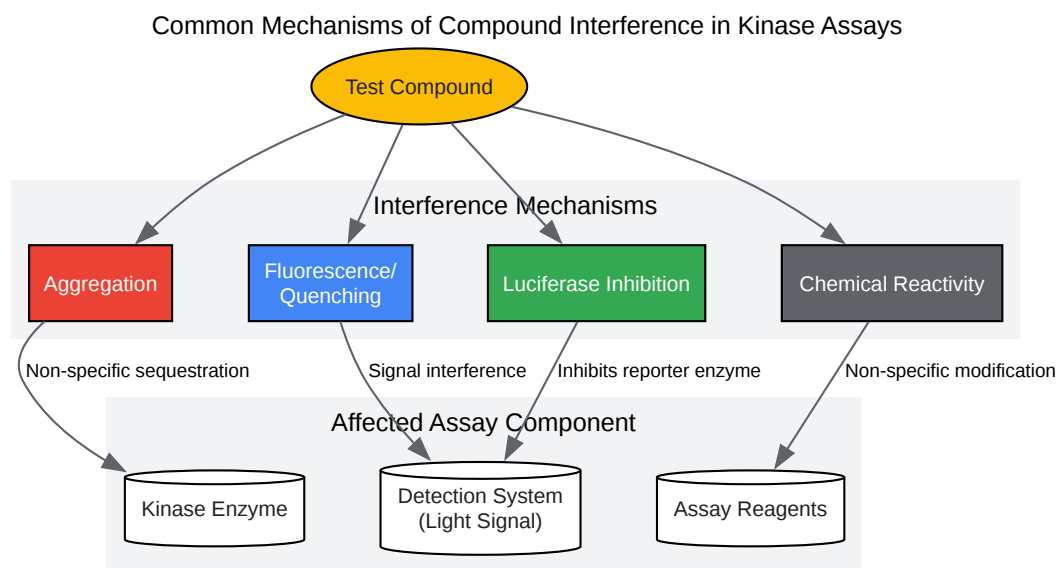 Common Mechanisms of Compound Interference in Kinase Assays
Test Compound
Interference Mechanisms
Aggregation
Fluorescence/
Quenching
Luciferase Inhibition
Chemical Reactivity
Non-specific sequestration
Signal interference
Inhibits reporter enzyme
Non-specific modification
Affected Assay Component
Kinase Enzyme
Detection System
(Light Signal)
Assay Reagents